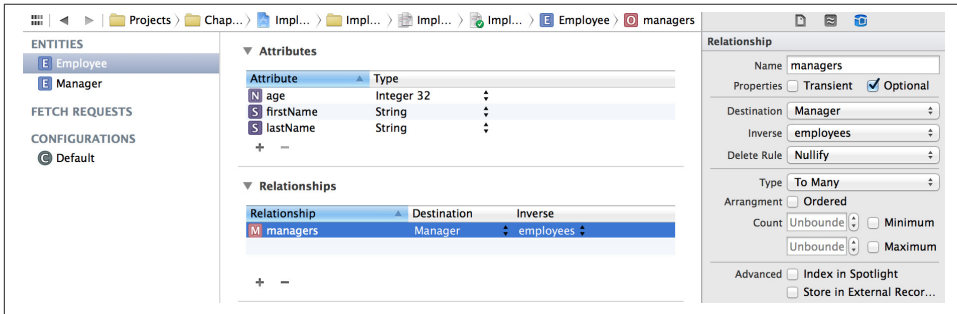 Projects Chap... Impl... Impl... Impl... Impl... E Employee O managers
ENTITIES
E Employee
E Manager
FETCH REQUESTS
CONFIGURATIONS
C Default
Attributes
Attribute Type
N age Integer 32
S firstName String
S lastName String
+ −
Relationships
Relationship Destination Inverse
M managers Manager employees
+ −
Relationship
Name managers
Properties Transient Optional
Destination Manager
Inverse employees
Delete Rule Nullify
Type To Many
Arrangment Ordered
Count Unbounde Minimum
Unbounde Maximum
Advanced Index in Spotlight
Store in External Recor...